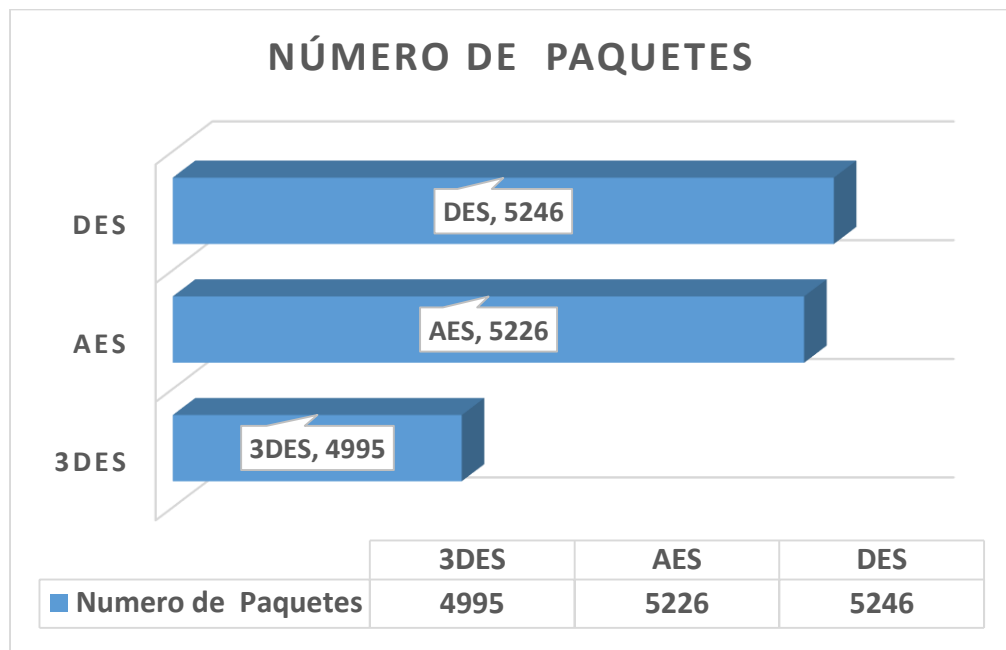 NÚMERO DE PAQUETES
DES
DES, 5246
AES
AES, 5226
3DES
3DES, 4995
3DES AES DES
Numero de Paquetes 4995 5226 5246